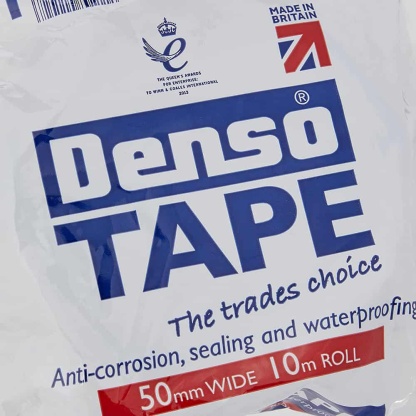 MADE IN
BRITAIN
THE QUEEN'S AWARDS
FOR ENTERPRISE:
TO WINN & COALES INTERNATIONAL
2012
Denso®
TAPE
The trades choice
Anti-corrosion, sealing and waterproofing
50mm WIDE 10m ROLL